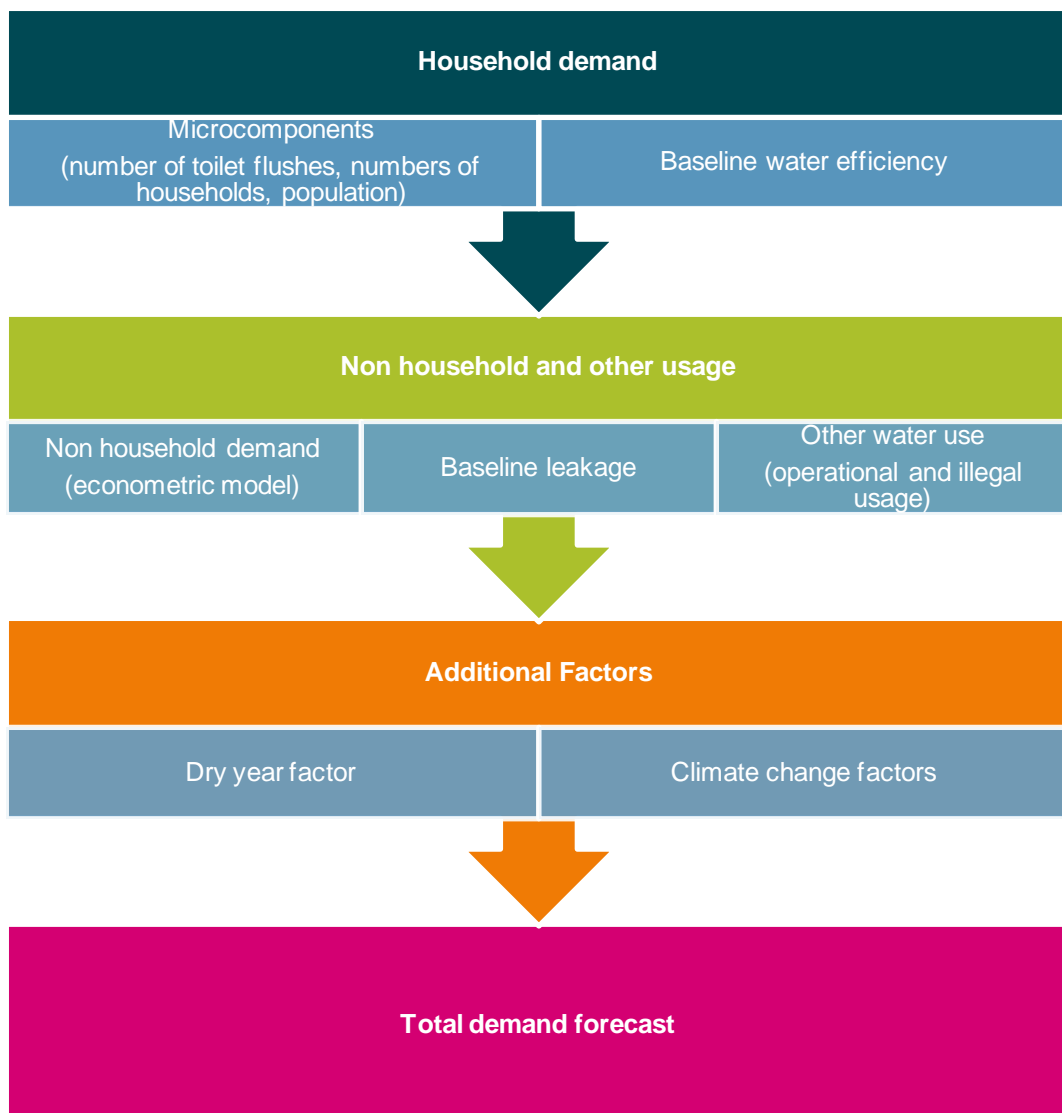 Household demand
Microcomponents
(number of toilet flushes, numbers of
households, population)
Baseline water efficiency
Non household and other usage
Non household demand
(econometric model)
Baseline leakage
Other water use
(operational and illegal
usage)
Additional Factors
Dry year factor
Climate change factors
Total demand forecast